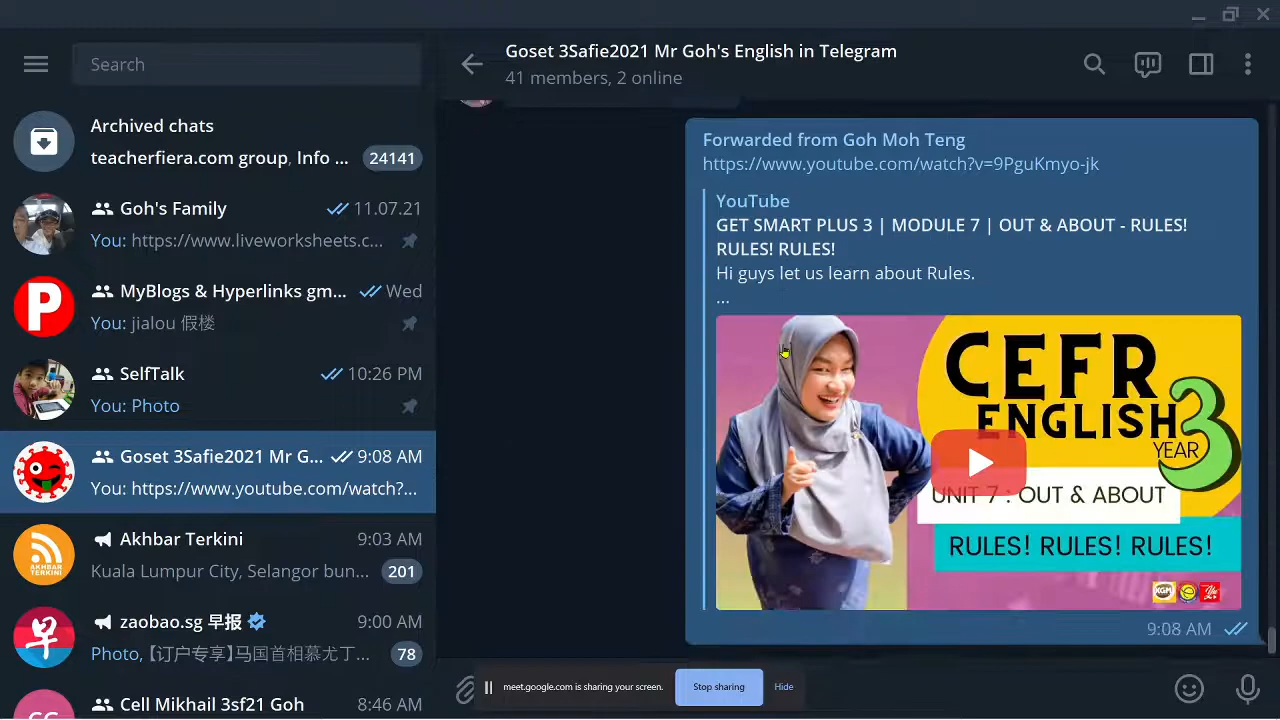 Search
Archived chats
teacherfiera.com group, Info ... 24141
Goh's Family 11.07.21
You: https://www.liveworksheets.c...
MyBlogs & Hyperlinks gm... Wed
You: jialou 假楼
SelfTalk 10:26 PM
You: Photo
Goset 3Safie2021 Mr G... 9:08 AM
You: https://www.youtube.com/watch?...
Akhbar Terkini 9:03 AM
AKHBAR
TERKINI
Kuala Lumpur City, Selangor bun... 201
zaobao.sg 早报 9:00 AM
早
Photo,【订户专享】马国首相慕尤丁... 78
Cell Mikhail 3sf21 Goh 8:46 AM
Goset 3Safie2021 Mr Goh's English in Telegram
41 members, 2 online
Forwarded from Goh Moh Teng
https://www.youtube.com/watch?v=9PguKmyo-jk
YouTube
GET SMART PLUS 3 | MODULE 7 | OUT & ABOUT - RULES!
RULES! RULES!
Hi guys let us learn about Rules.
...
CEFR
ENGLISH
YEAR 3
UNIT 7 : OUT & ABOUT
RULES! RULES! RULES!
9:08 AM
meet.google.com is sharing your screen. Stop sharing Hide